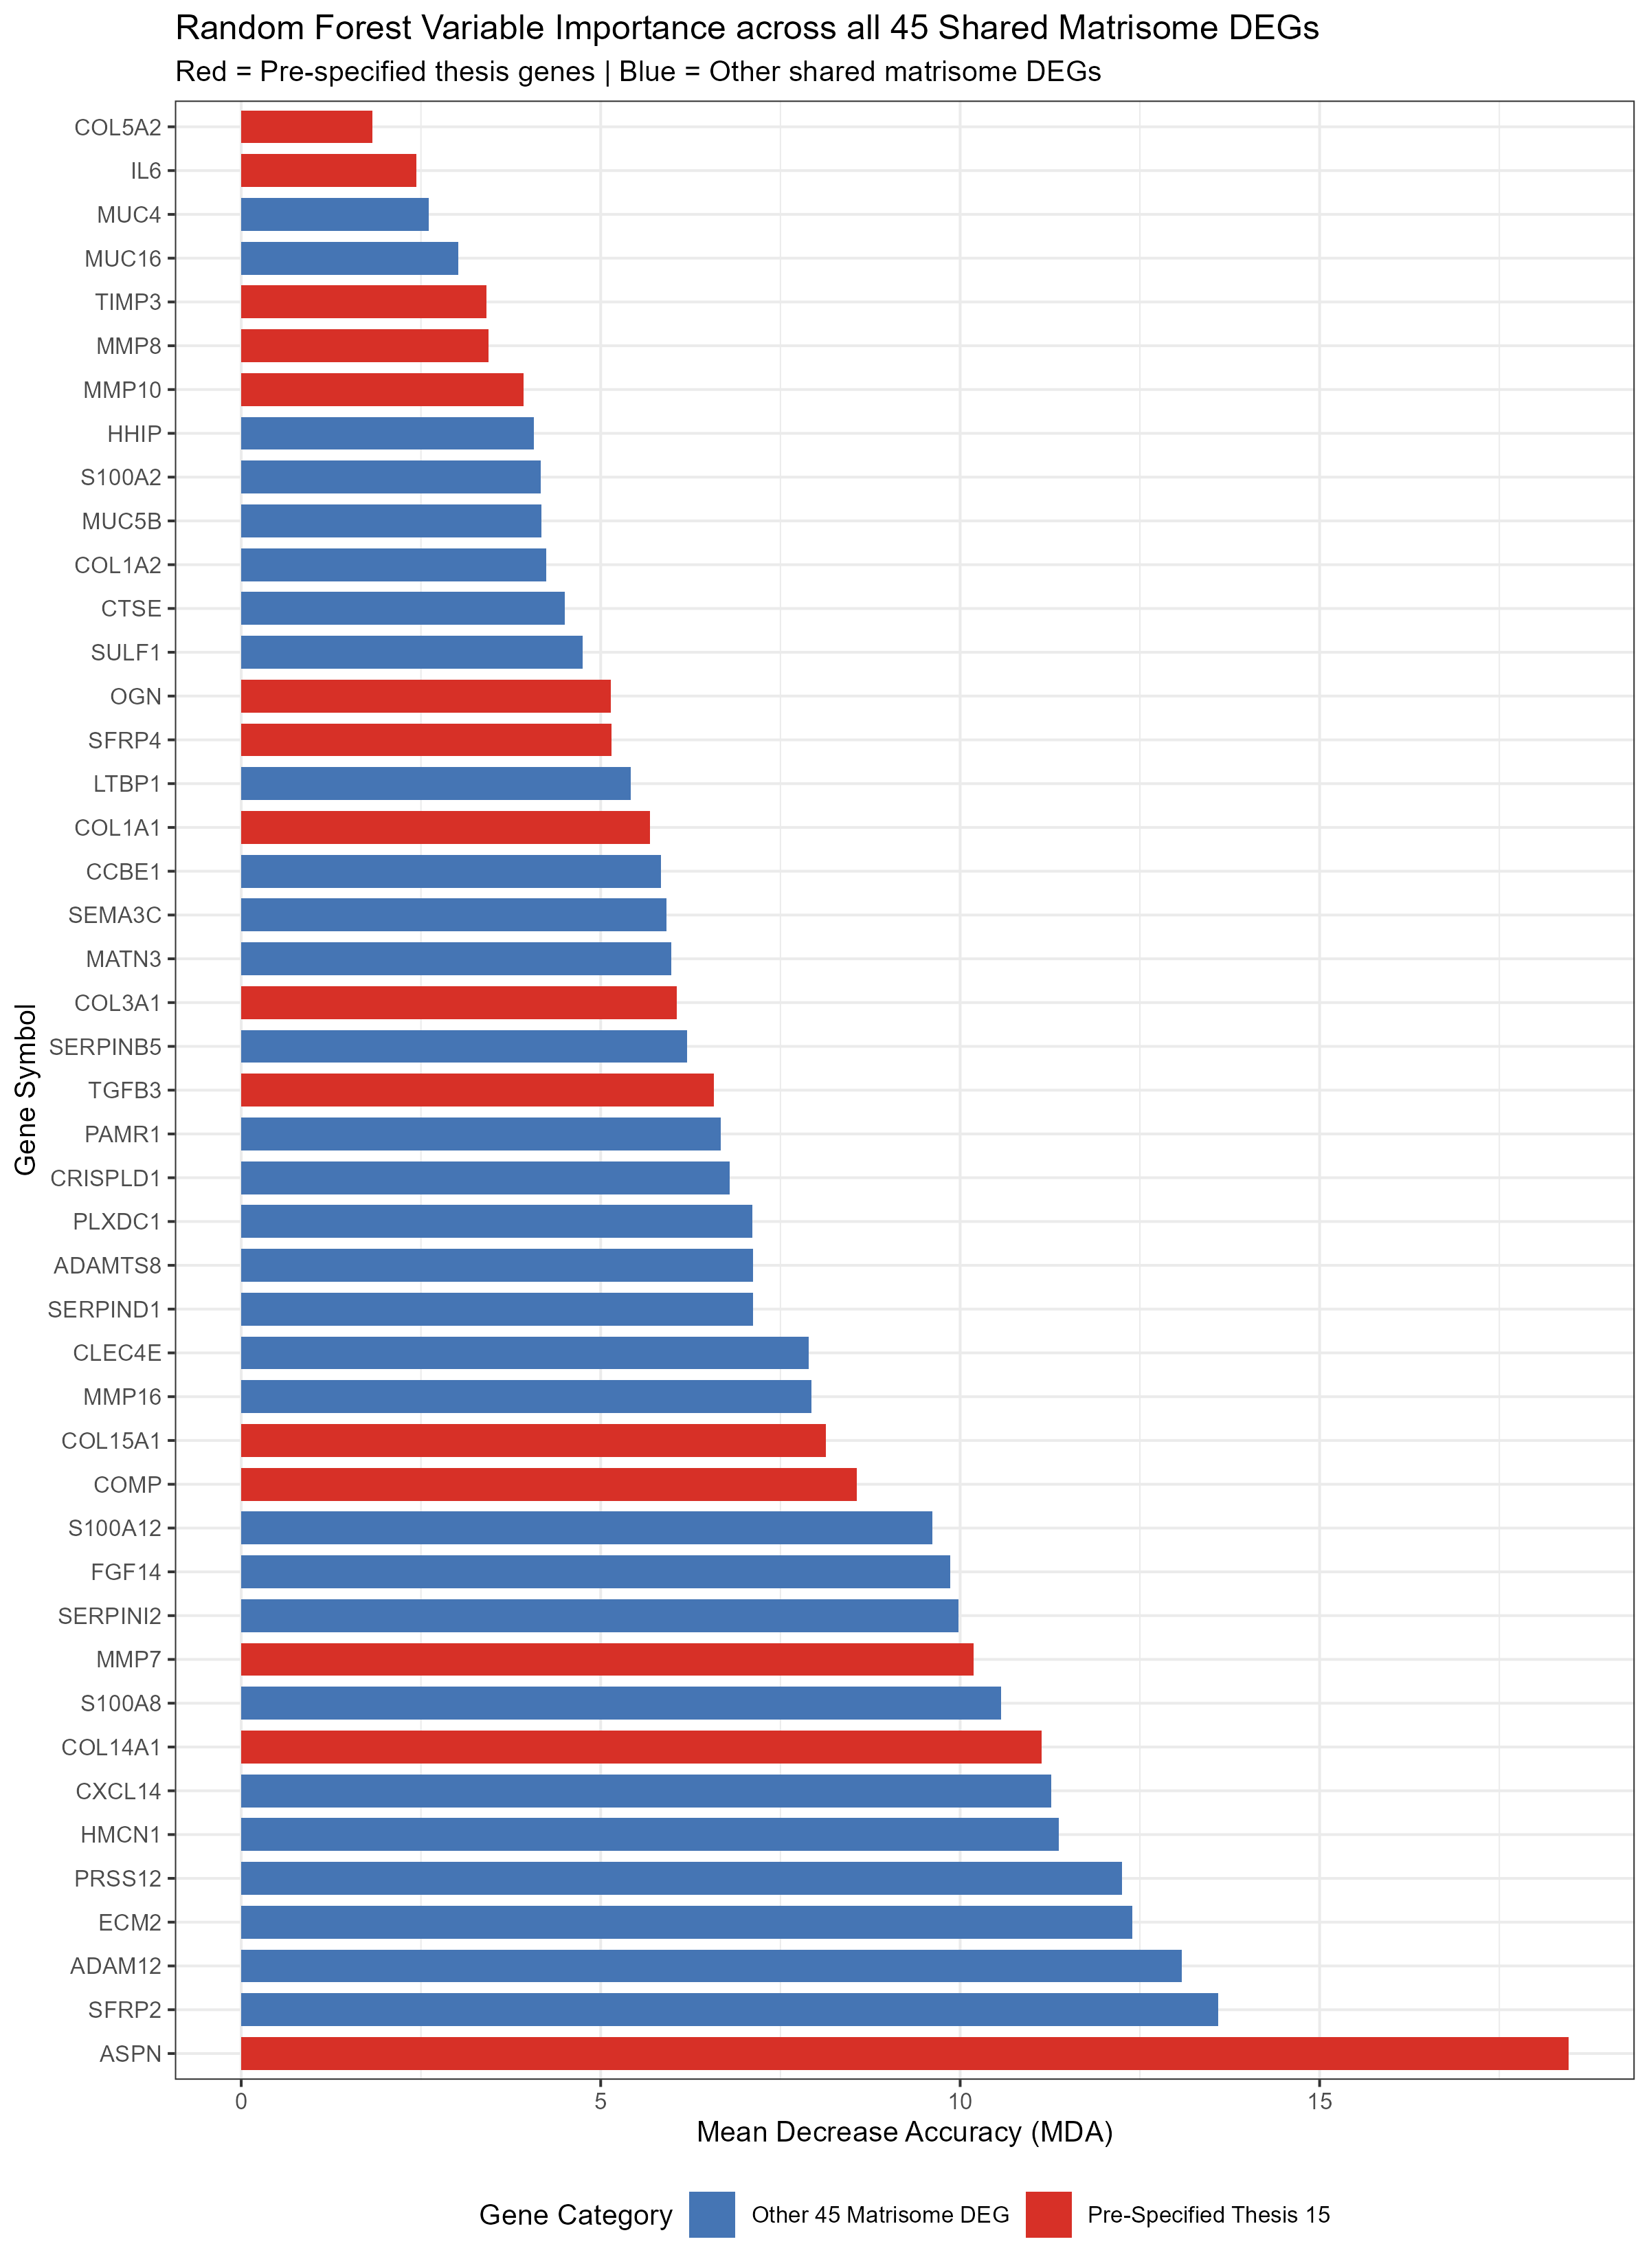 Random Forest Variable Importance across all 45 Shared Matrisome DEGs
Red = Pre-specified thesis genes | Blue = Other shared matrisome DEGs
Gene Symbol
COL5A2
IL6
MUC4
MUC16
TIMP3
MMP8
MMP10
HHIP
S100A2
MUC5B
COL1A2
CTSE
SULF1
OGN
SFRP4
LTBP1
COL1A1
CCBE1
SEMA3C
MATN3
COL3A1
SERPINB5
TGFB3
PAMR1
CRISPLD1
PLXDC1
ADAMTS8
SERPIND1
CLEC4E
MMP16
COL15A1
COMP
S100A12
FGF14
SERPINI2
MMP7
S100A8
COL14A1
CXCL14
HMCN1
PRSS12
ECM2
ADAM12
SFRP2
ASPN
0 5 10 15
Mean Decrease Accuracy (MDA)
Gene Category Other 45 Matrisome DEG Pre-Specified Thesis 15